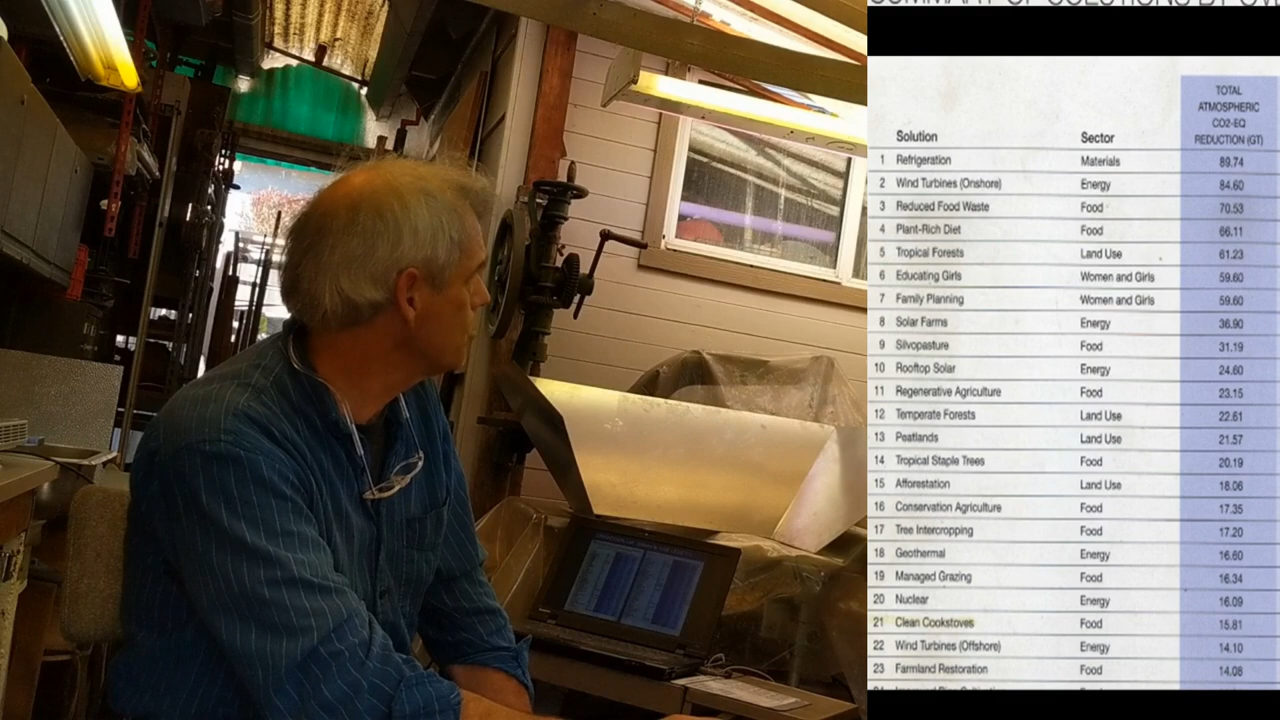 SUMMARY OF SOLUTIONS BY OVE
TOTAL
ATMOSPHERIC
CO2-EQ
REDUCTION (GT)
Solution Sector
1 Refrigeration Materials 89.74
2 Wind Turbines (Onshore) Energy 84.60
3 Reduced Food Waste Food 70.53
4 Plant-Rich Diet Food 66.11
5 Tropical Forests Land Use 61.23
6 Educating Girls Women and Girls 59.60
7 Family Planning Women and Girls 59.60
8 Solar Farms Energy 36.90
9 Silvopasture Food 31.19
10 Rooftop Solar Energy 24.60
11 Regenerative Agriculture Food 23.15
12 Temperate Forests Land Use 22.61
13 Peatlands Land Use 21.57
14 Tropical Staple Trees Food 20.19
15 Afforestation Land Use 18.06
16 Conservation Agriculture Food 17.35
17 Tree Intercropping Food 17.20
18 Geothermal Energy 16.60
19 Managed Grazing Food 16.34
20 Nuclear Energy 16.09
21 Clean Cookstoves Food 15.81
22 Wind Turbines (Offshore) Energy 14.10
23 Farmland Restoration Food 14.08